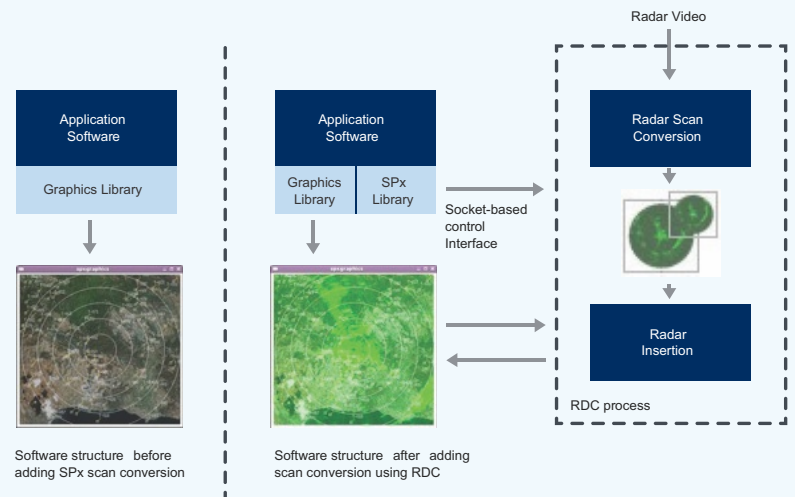 Radar Video
Application
Software
Graphics Library
Application
Software
Graphics
Library
SPx
Library
Socket-based
control
Interface
Radar Scan
Conversion
Radar
Insertion
RDC process
spxgraphics
spxgraphics
Software structure before
adding SPx scan conversion
Software structure after adding
scan conversion using RDC